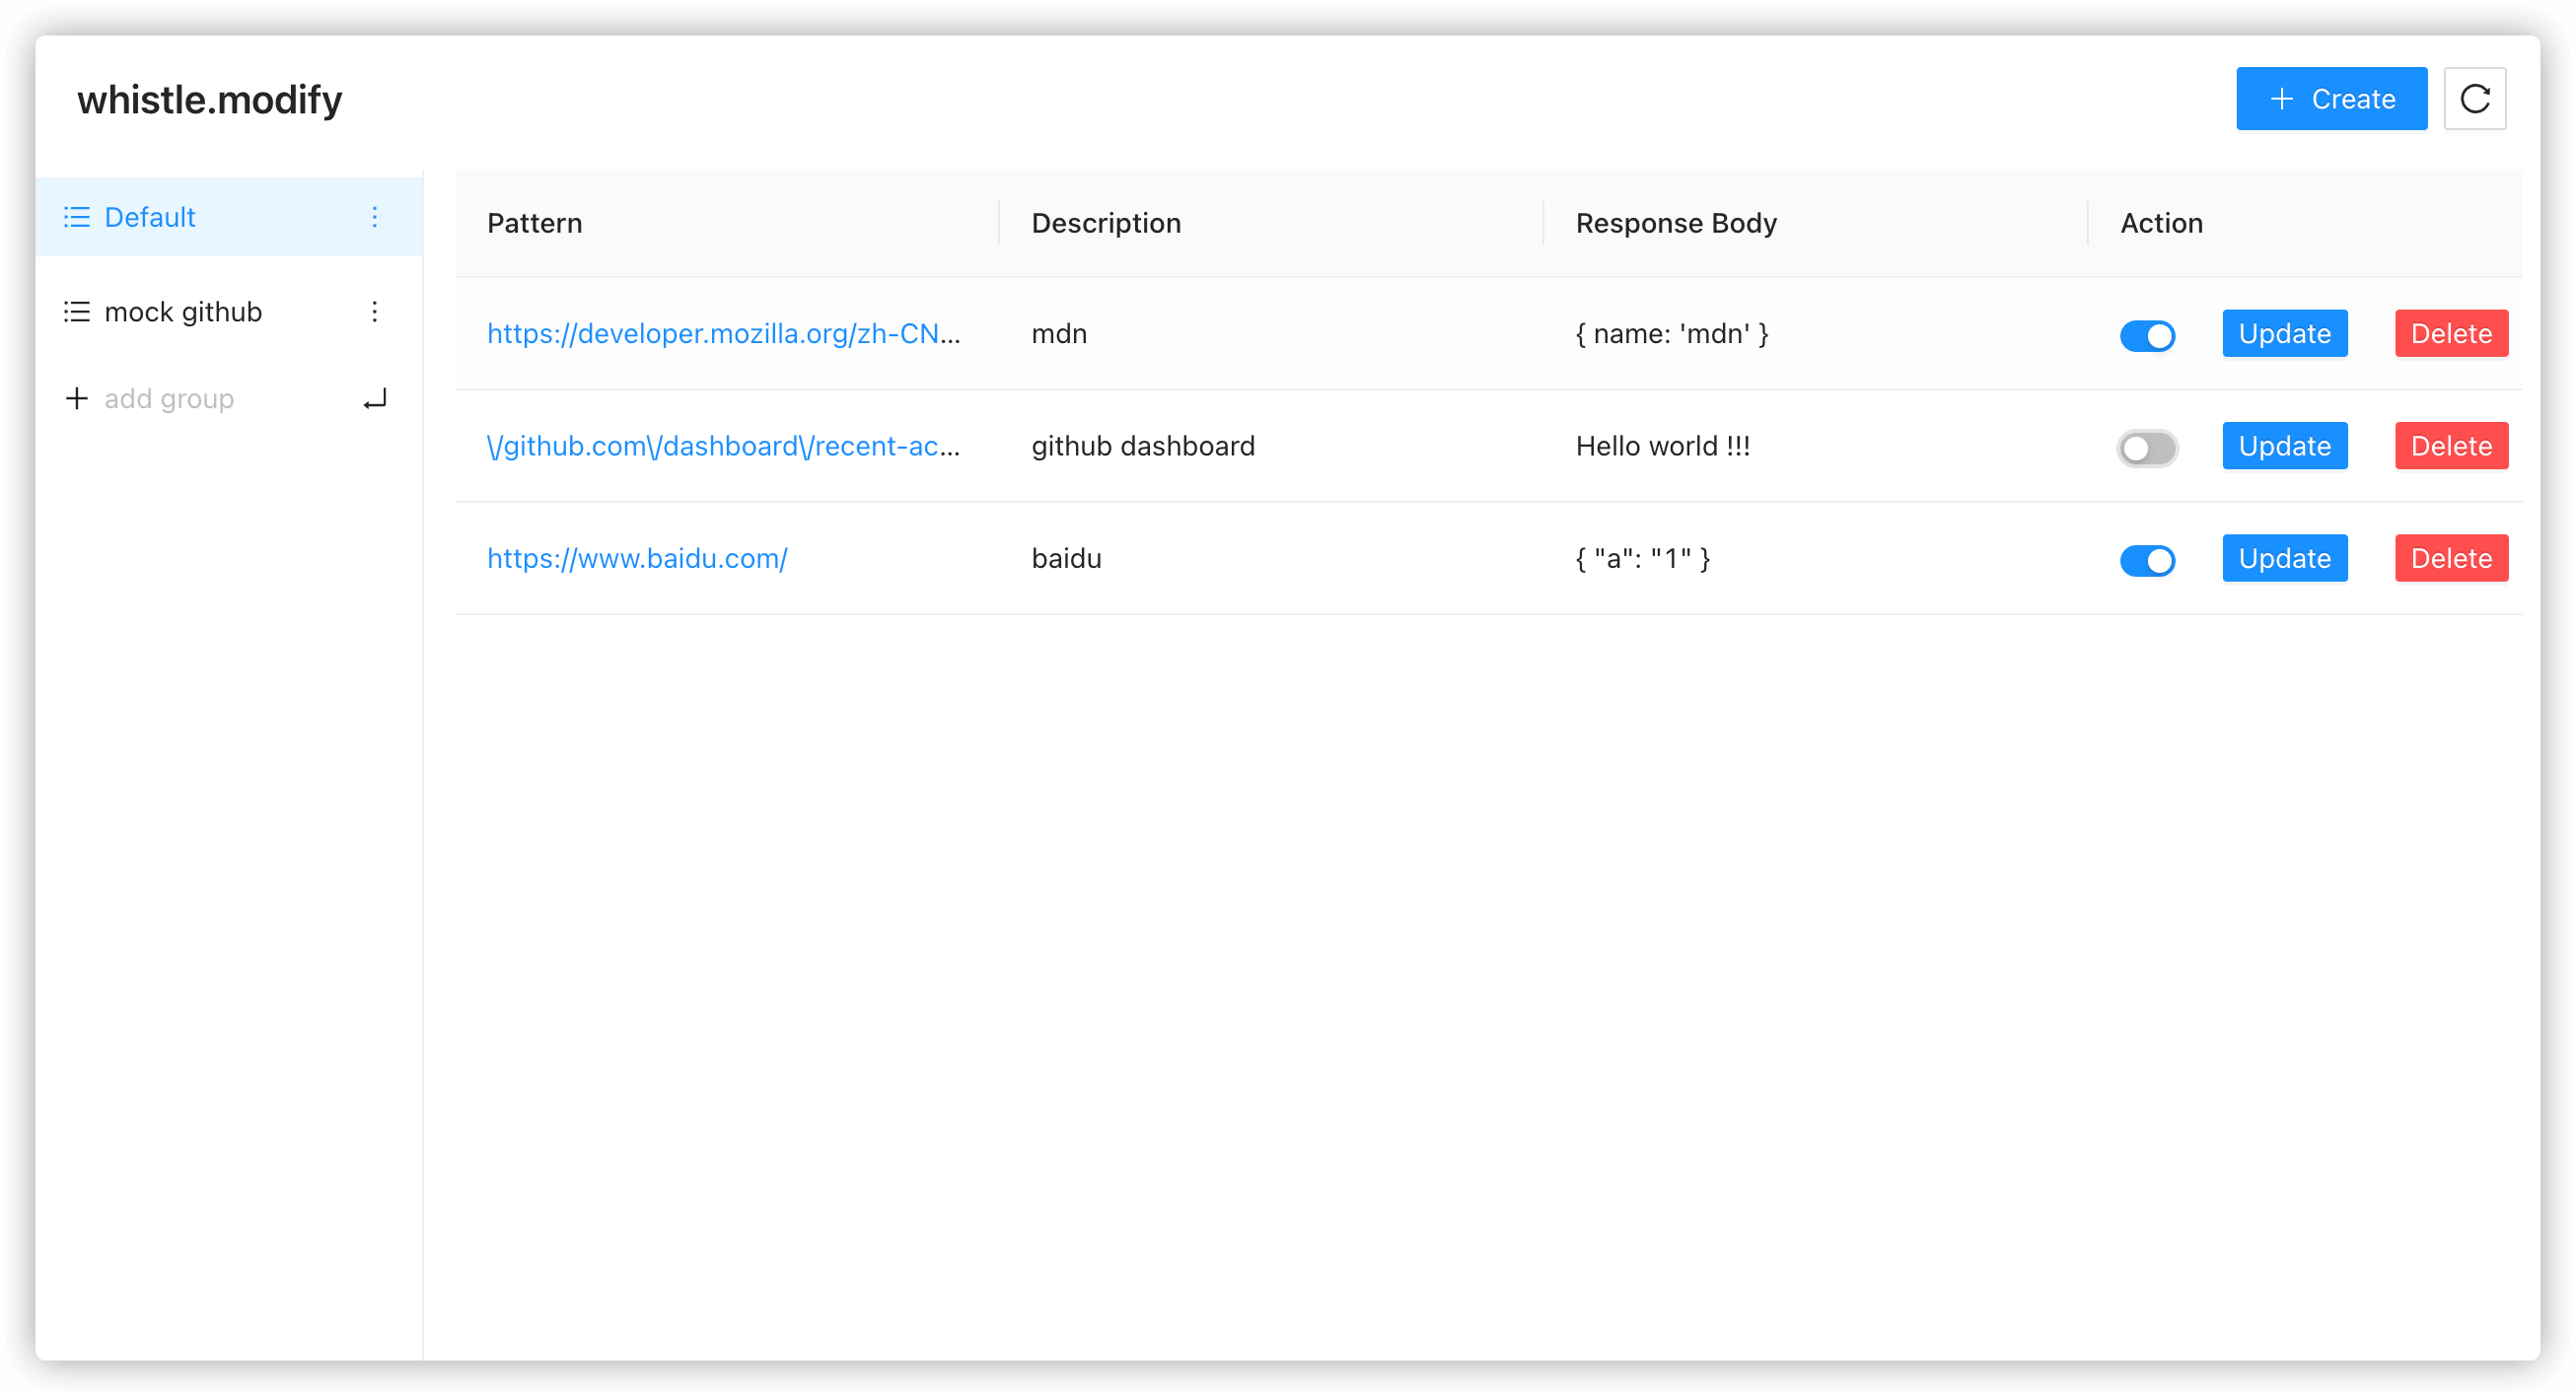 whistle.modify
+ Create
Default
mock github
add group
Pattern Description Response Body Action
https://developer.mozilla.org/zh-CN... mdn { name: 'mdn' } Update Delete
\/github.com\/dashboard\/recent-ac... github dashboard Hello world !!! Update Delete
https://www.baidu.com/ baidu { "a": "1" } Update Delete